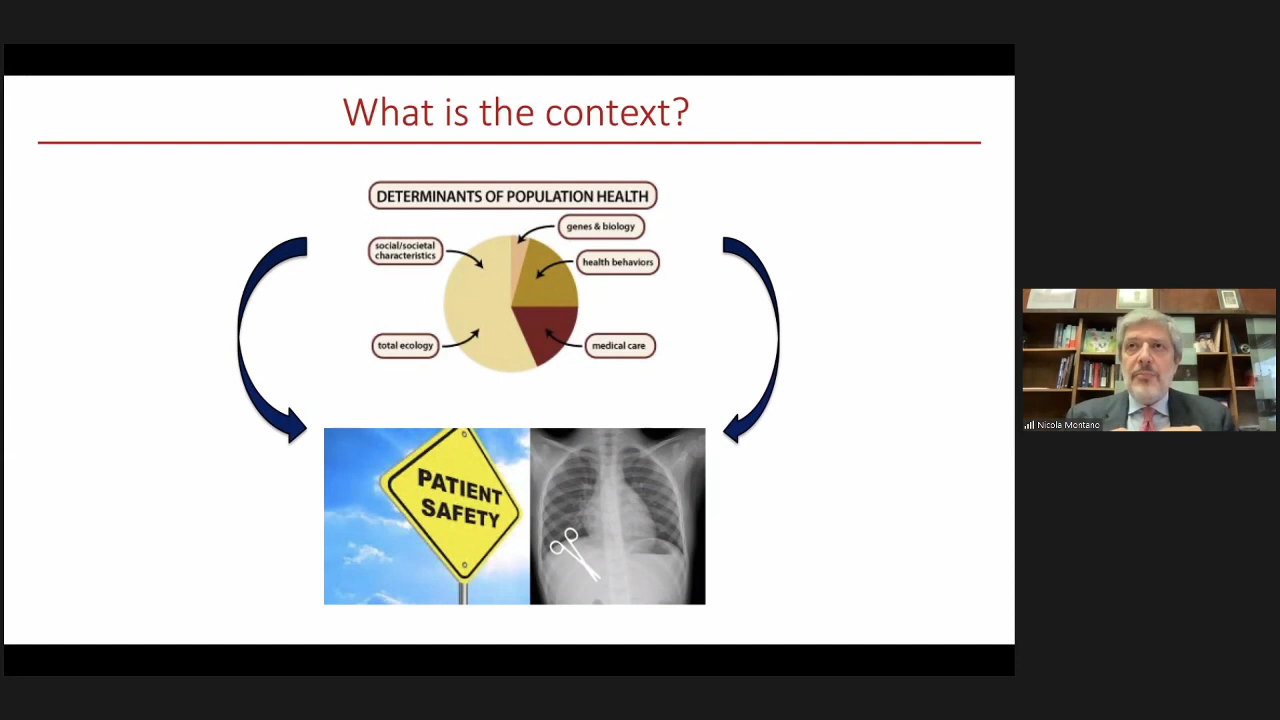 What is the context?
DETERMINANTS OF POPULATION HEALTH
genes & biology
social/societal
characteristics
health behaviors
total ecology
medical care
PATIENT
SAFETY
Nicola Montano